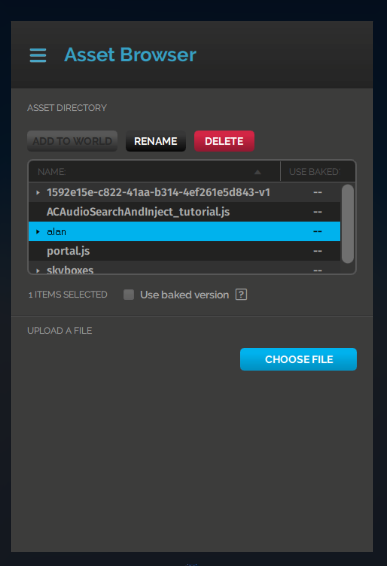 Asset Browser
ASSET DIRECTORY
ADD TO WORLD RENAME DELETE
NAME: USE BAKED?
1592e15e-c822-41aa-b314-4ef261e5d843-v1 --
ACAudioSearchAndInject_tutorial.js --
alan --
portal.js --
skyboxes --
1 ITEMS SELECTED Use baked version ?
UPLOAD A FILE
CHOOSE FILE